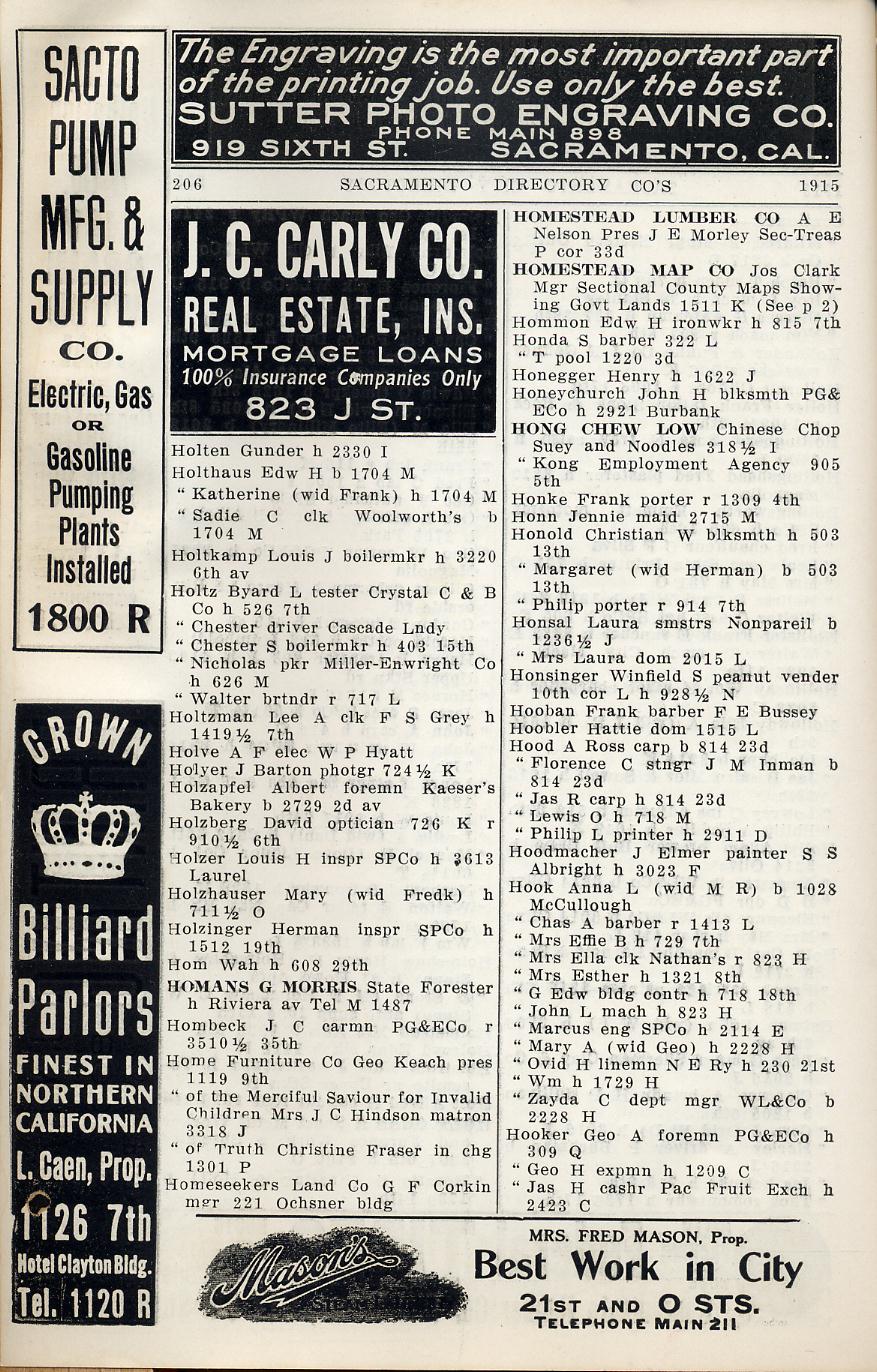 SACTO
PUMP
MFG. &
SUPPLY
CO.
Electric, Gas
OR
Gasoline
Pumping
Plants
Installed
1800 R
CROWN
Billiard
Parlors
FINEST IN
NORTHERN
CALIFORNIA
L. Caen, Prop.
1126 7th
Hotel Clayton Bldg.
Tel. 1120 R
The Engraving is the most important part
of the printing job. Use only the best.
SUTTER PHOTO ENGRAVING CO.
PHONE MAIN 898
919 SIXTH ST. SACRAMENTO, CAL.
206 SACRAMENTO DIRECTORY CO'S 1915
J. C. CARLY CO.
REAL ESTATE, INS.
MORTGAGE LOANS
100% Insurance Companies Only
823 J ST.
Holten Gunder h 2330 I
Holthaus Edw H b 1704 M
" Katherine (wid Frank) h 1704 M
" Sadie C clk Woolworth's b
1704 M
Holtkamp Louis J boilermkr h 3220
6th av
Holtz Byard L tester Crystal C & B
Co h 526 7th
" Chester driver Cascade Lndy
" Chester S boilermkr h 403 15th
" Nicholas pkr Miller-Enwright Co
h 626 M
" Walter brtndr r 717 L
Holtzman Lee A clk F S Grey h
1419½ 7th
Holve A F elec W P Hyatt
Holyer J Barton photgr 724½ K
Holzapfel Albert foremn Kaeser's
Bakery b 2729 2d av
Holzberg David optician 726 K r
910½ 6th
Holzer Louis H inspr SPCo h 3613
Laurel
Holzhauser Mary (wid Fredk) h
711½ O
Holzinger Herman inspr SPCo h
1512 19th
Hom Wah h 608 29th
HOMANS G MORRIS State Forester
h Riviera av Tel M 1487
Hombeck J C carmn PG&ECo r
3510½ 35th
Home Furniture Co Geo Keach pres
1119 9th
" of the Merciful Saviour for Invalid
Children Mrs J C Hindson matron
3318 J
" of Truth Christine Fraser in chg
1301 P
Homeseekers Land Co G F Corkin
mgr 221 Ochsner bldg
HOMESTEAD LUMBER CO A E
Nelson Pres J E Morley Sec-Treas
P cor 33d
HOMESTEAD MAP CO Jos Clark
Mgr Sectional County Maps Show-
ing Govt Lands 1511 K (See p 2)
Hommon Edw H ironwkr h 815 7th
Honda S barber 322 L
" T pool 1220 3d
Honegger Henry h 1622 J
Honeychurch John H blksmth PG&
ECo h 2921 Burbank
HONG CHEW LOW Chinese Chop
Suey and Noodles 318½ I
" Kong Employment Agency 905
5th
Honke Frank porter r 1309 4th
Honn Jennie maid 2715 M
Honold Christian W blksmth h 503
13th
" Margaret (wid Herman) b 503
13th
" Philip porter r 914 7th
Honsal Laura smstrs Nonpareil b
1236½ J
" Mrs Laura dom 2015 L
Honsinger Winfield S peanut vender
10th cor L h 928½ N
Hooban Frank barber F E Bussey
Hoobler Hattie dom 1515 L
Hood A Ross carp b 814 23d
" Florence C stngr J M Inman b
814 23d
" Jas R carp h 814 23d
" Lewis O h 718 M
" Philip L printer h 2911 D
Hoodmacher J Elmer painter S S
Albright h 3023 F
Hook Anna L (wid M R) b 1028
McCullough
" Chas A barber r 1413 L
" Mrs Effie B h 729 7th
" Mrs Ella clk Nathan's r 823 H
" Mrs Esther h 1321 8th
" G Edw bldg contr h 718 18th
" John L mach h 823 H
" Marcus eng SPCo h 2114 E
" Mary A (wid Geo) h 2228 H
" Ovid H linemn N E Ry h 230 21st
" Wm h 1729 H
" Zayda C dept mgr WL&Co b
2228 H
Hooker Geo A foremn PG&ECo h
309 Q
" Geo H expmn h 1209 C
" Jas H cashr Pac Fruit Exch h
2423 C
Mason's
STEAM
MRS. FRED MASON, Prop.
Best Work in City
21ST AND O STS.
TELEPHONE MAIN 211